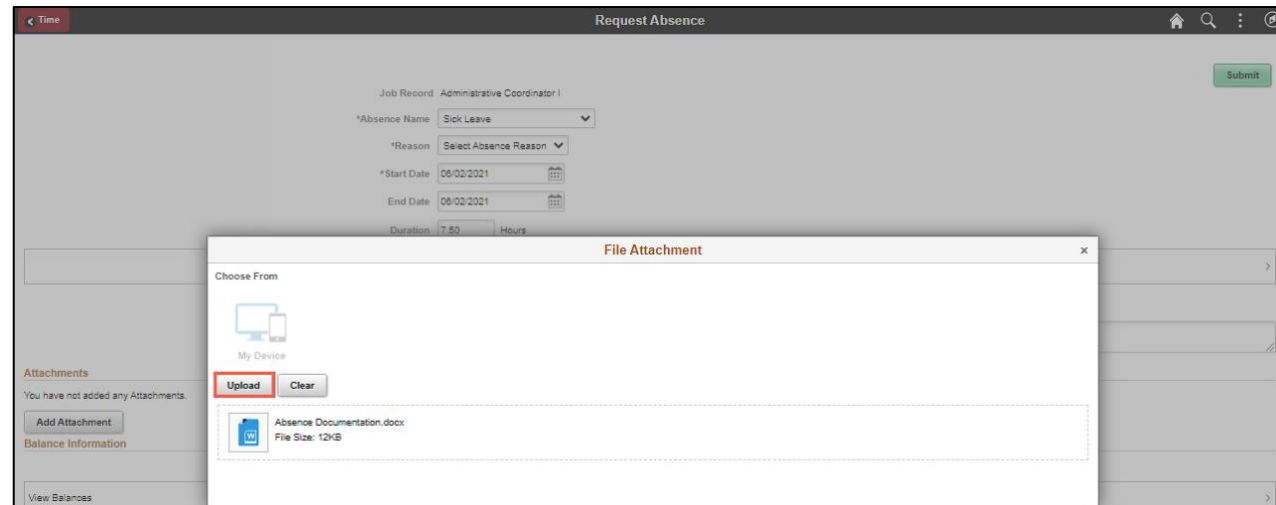 Time
Request Absence
Submit
Job Record Administrative Coordinator I
*Absence Name Sick Leave
*Reason Select Absence Reason
*Start Date 06/02/2021
End Date 06/02/2021
Duration 7.50 Hours
File Attachment
Choose From
My Device
Upload Clear
Absence Documentation.docx
File Size: 12KB
Attachments
You have not added any Attachments.
Add Attachment
Balance Information
View Balances